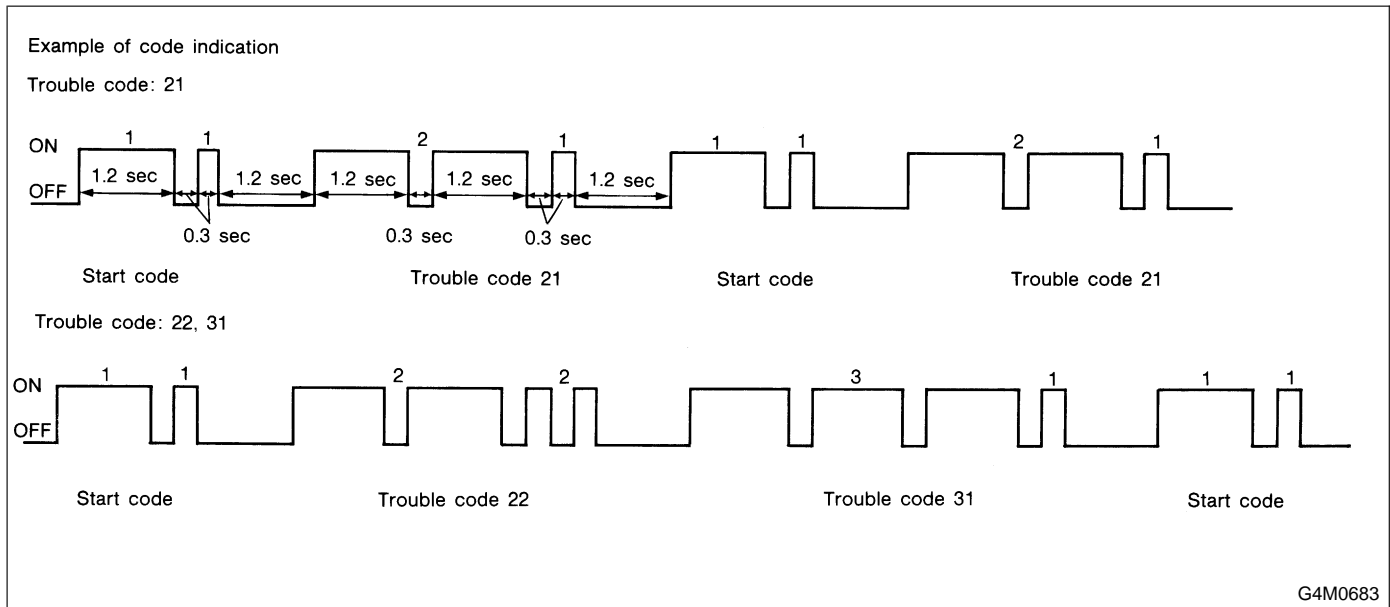 Example of code indication
Trouble code: 21
1 1 2 1 1 1 2 1
ON
1.2 sec 1.2 sec 1.2 sec 1.2 sec 1.2 sec
OFF
0.3 sec 0.3 sec 0.3 sec
Start code Trouble code 21 Start code Trouble code 21
Trouble code: 22, 31
1 1 2 2 3 1 1 1
ON
OFF
Start code Trouble code 22 Trouble code 31 Start code
G4M0683